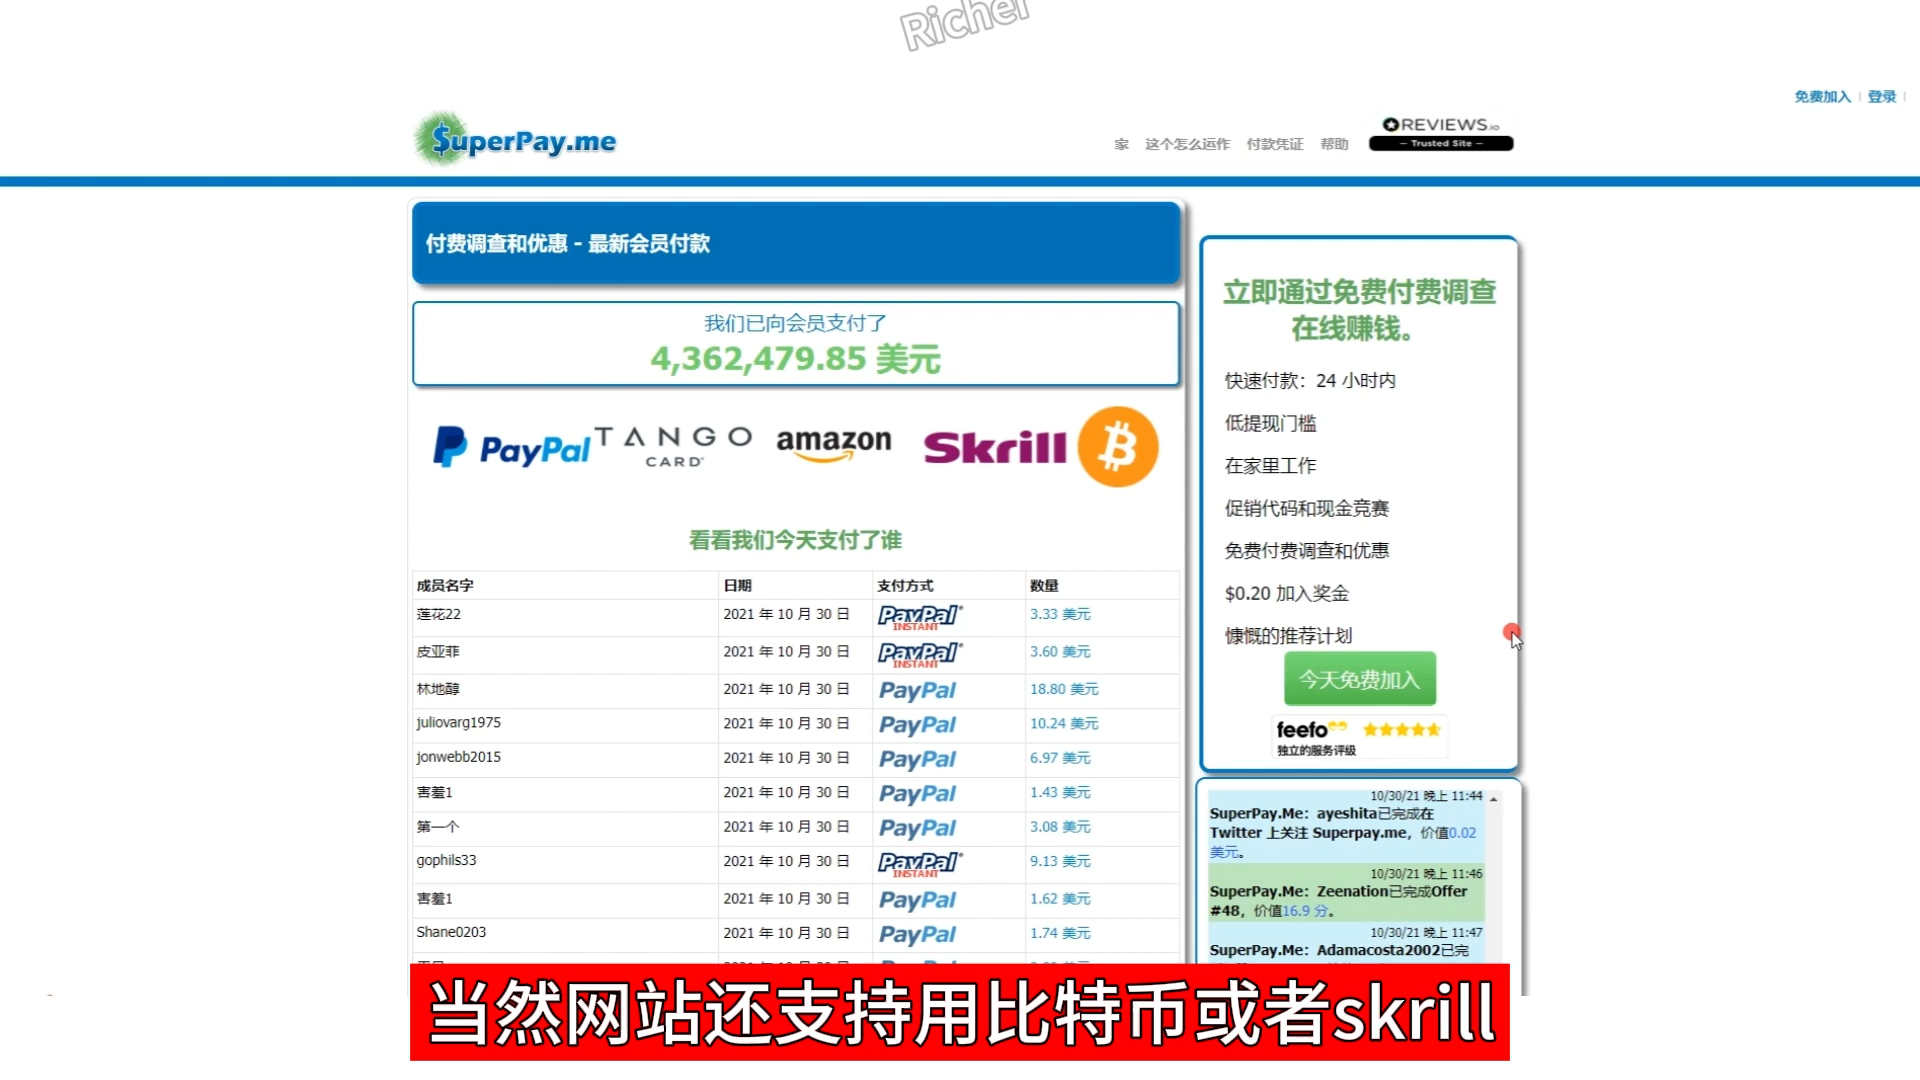 Richer
免费加入 | 登录 |
$uperPay.me
家 这个怎么运作 付款凭证 帮助
REVIEWS.io
— Trusted Site —
付费调查和优惠 - 最新会员付款
我们已向会员支付了
4,362,479.85 美元
PayPal TANGO CARD amazon Skrill
看看我们今天支付了谁
成员名字 日期 支付方式 数量
莲花22 2021 年 10 月 30 日 PayPal INSTANT 3.33 美元
皮亚菲 2021 年 10 月 30 日 PayPal INSTANT 3.60 美元
林地醇 2021 年 10 月 30 日 PayPal 18.80 美元
juliovarg1975 2021 年 10 月 30 日 PayPal 10.24 美元
jonwebb2015 2021 年 10 月 30 日 PayPal 6.97 美元
害羞1 2021 年 10 月 30 日 PayPal 1.43 美元
第一个 2021 年 10 月 30 日 PayPal 3.08 美元
gophils33 2021 年 10 月 30 日 PayPal INSTANT 9.13 美元
害羞1 2021 年 10 月 30 日 PayPal 1.62 美元
Shane0203 2021 年 10 月 30 日 PayPal 1.74 美元
立即通过免费付费调查
在线赚钱。
快速付款：24 小时内
低提现门槛
在家里工作
促销代码和现金竞赛
免费付费调查和优惠
$0.20 加入奖金
慷慨的推荐计划
今天免费加入
feefo
独立的服务评级
10/30/21 晚上 11:44
SuperPay.Me：ayeshita已完成在
Twitter 上关注 Superpay.me，价值0.02
美元。
10/30/21 晚上 11:46
SuperPay.Me：Zeenation已完成Offer
#48，价值16.9 分。
10/30/21 晚上 11:47
SuperPay.Me：Adamacosta2002已完
当然网站还支持用比特币或者skrill